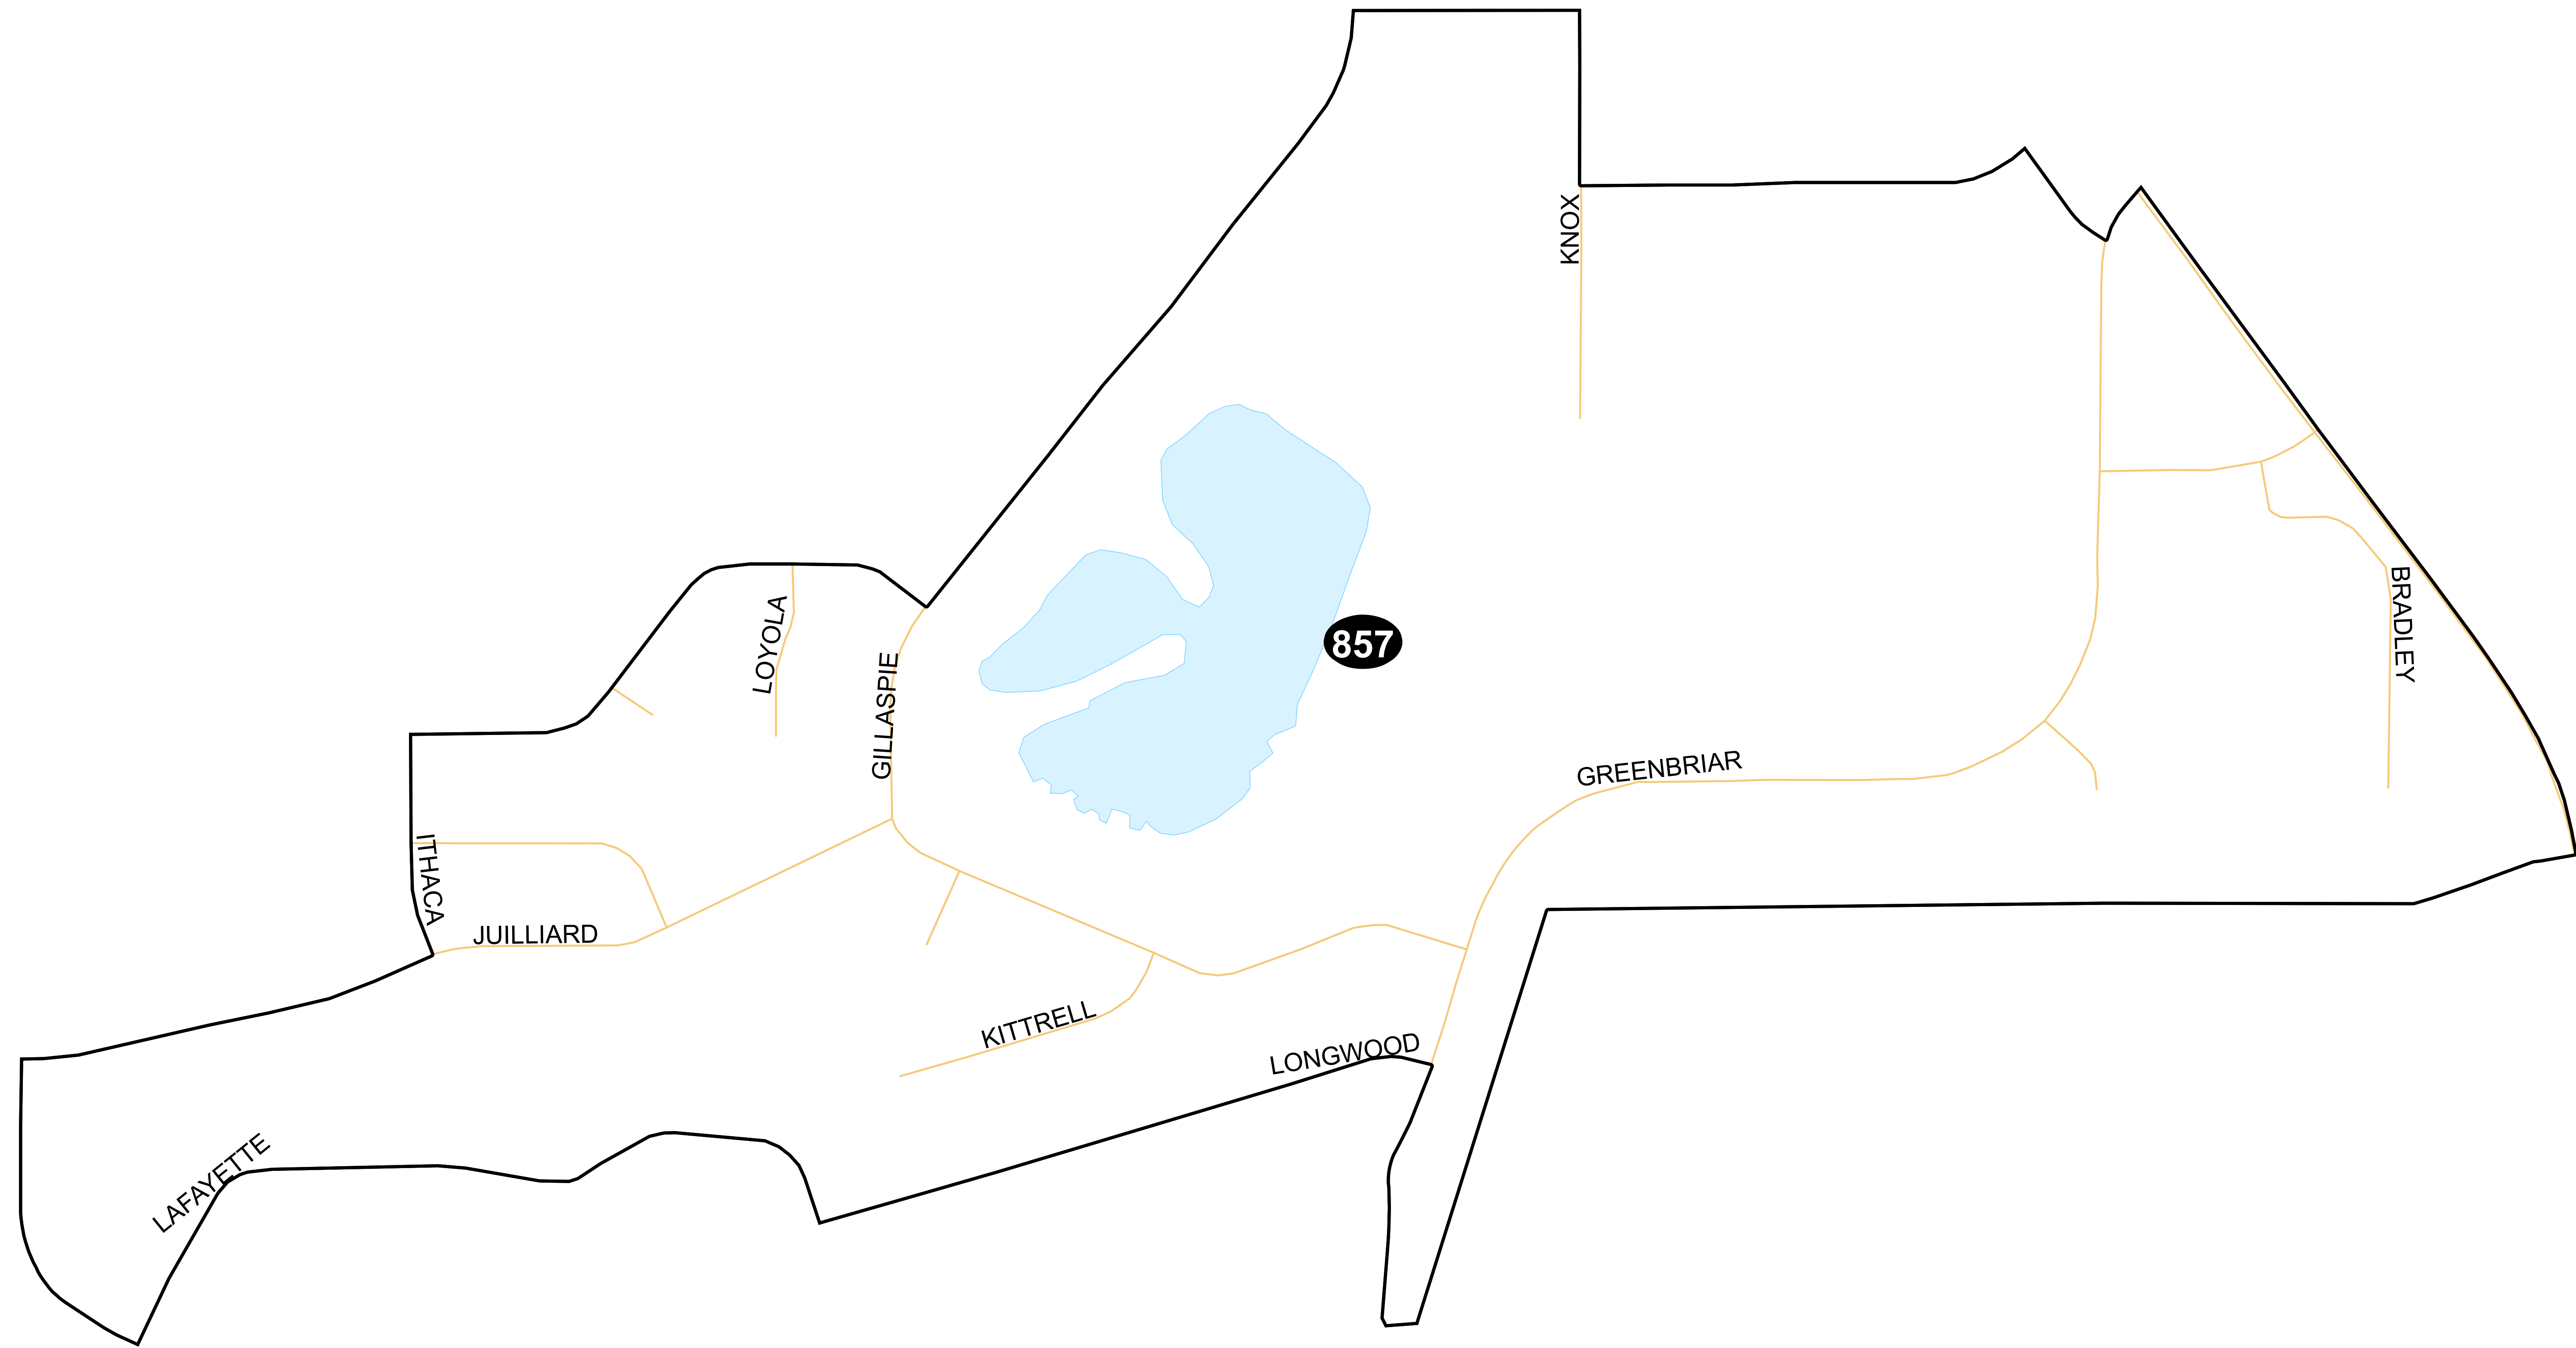 KNOX
BRADLEY
LOYOLA
857
GILLASPIE
GREENBRIAR
ITHACA
JUILLIARD
KITTRELL
LONGWOOD
LAFAYETTE